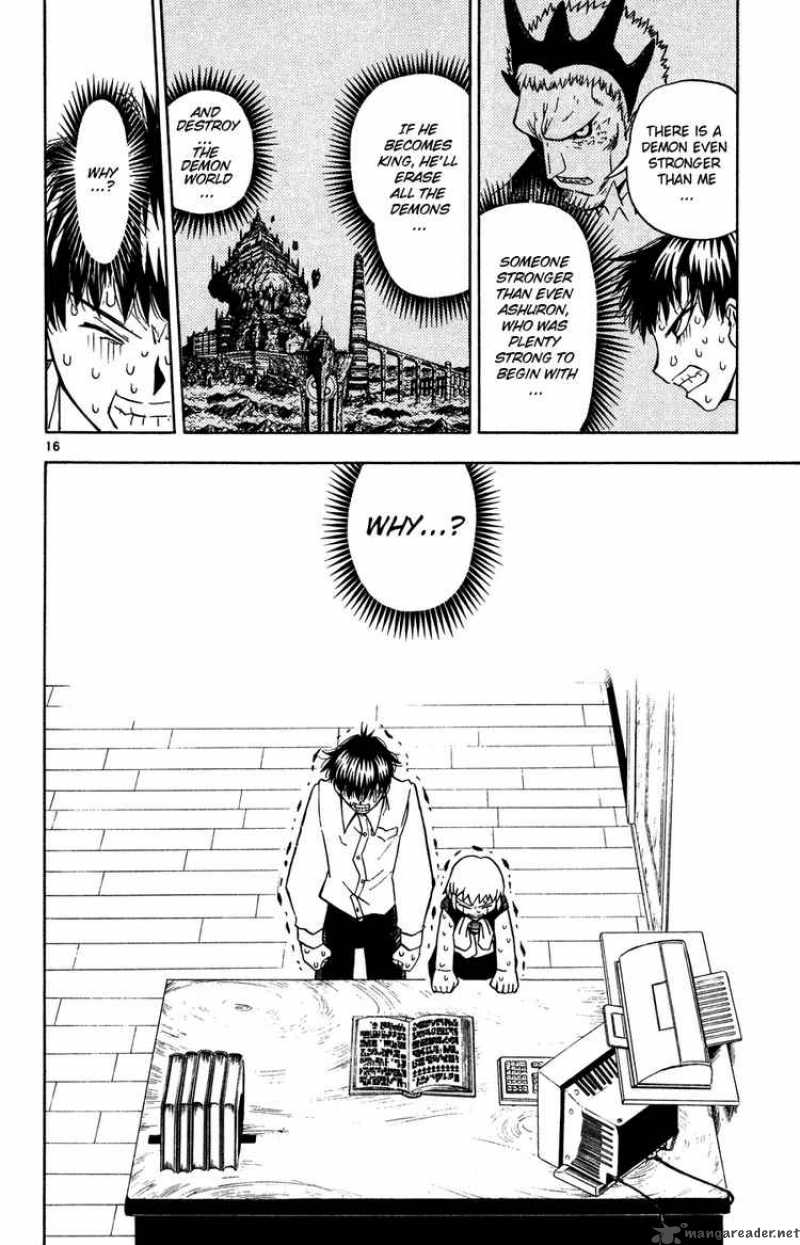 THERE IS A
DEMON EVEN
STRONGER
THAN ME
...
SOMEONE
STRONGER
THAN EVEN
ASHURON,
WHO WAS
PLENTY
STRONG TO
BEGIN WITH
...
IF HE
BECOMES
KING, HE'LL
ERASE
ALL THE
DEMONS
...
AND
DESTROY
...
THE
DEMON
WORLD
...
WHY
...?
16
WHY...?
mangareader.net